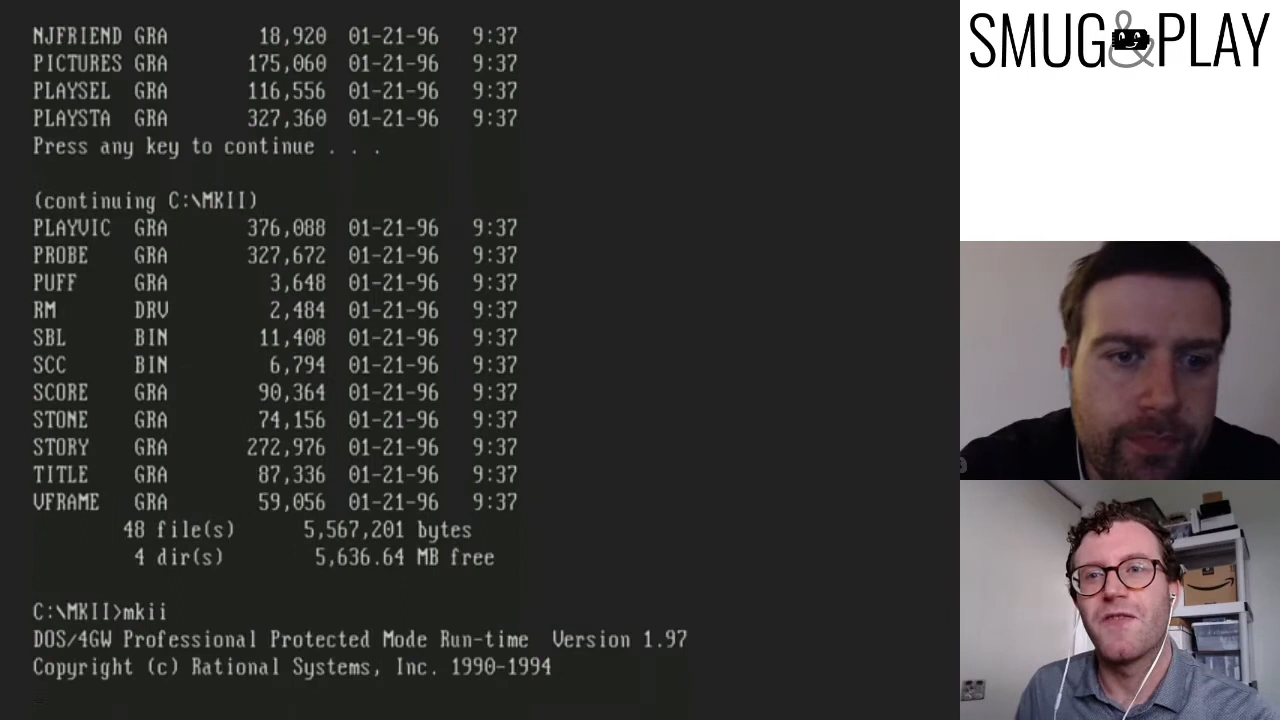 NJFRIEND GRA 18,920 01-21-96 9:37
PICTURES GRA 175,060 01-21-96 9:37
PLAYSEL GRA 116,556 01-21-96 9:37
PLAYSTA GRA 327,360 01-21-96 9:37
Press any key to continue . . .
(continuing C:\MKII)
PLAYVIC GRA 376,088 01-21-96 9:37
PROBE GRA 327,672 01-21-96 9:37
PUFF GRA 3,648 01-21-96 9:37
RM DRV 2,484 01-21-96 9:37
SBL BIN 11,408 01-21-96 9:37
SCC BIN 6,794 01-21-96 9:37
SCORE GRA 90,364 01-21-96 9:37
STONE GRA 74,156 01-21-96 9:37
STORY GRA 272,976 01-21-96 9:37
TITLE GRA 87,336 01-21-96 9:37
VFRAME GRA 59,056 01-21-96 9:37
48 file(s) 5,567,201 bytes
4 dir(s) 5,636.64 MB free
C:\MKII>mkii
DOS/4GW Professional Protected Mode Run-time Version 1.97
Copyright (c) Rational Systems, Inc. 1990-1994
SMUG&PLAY